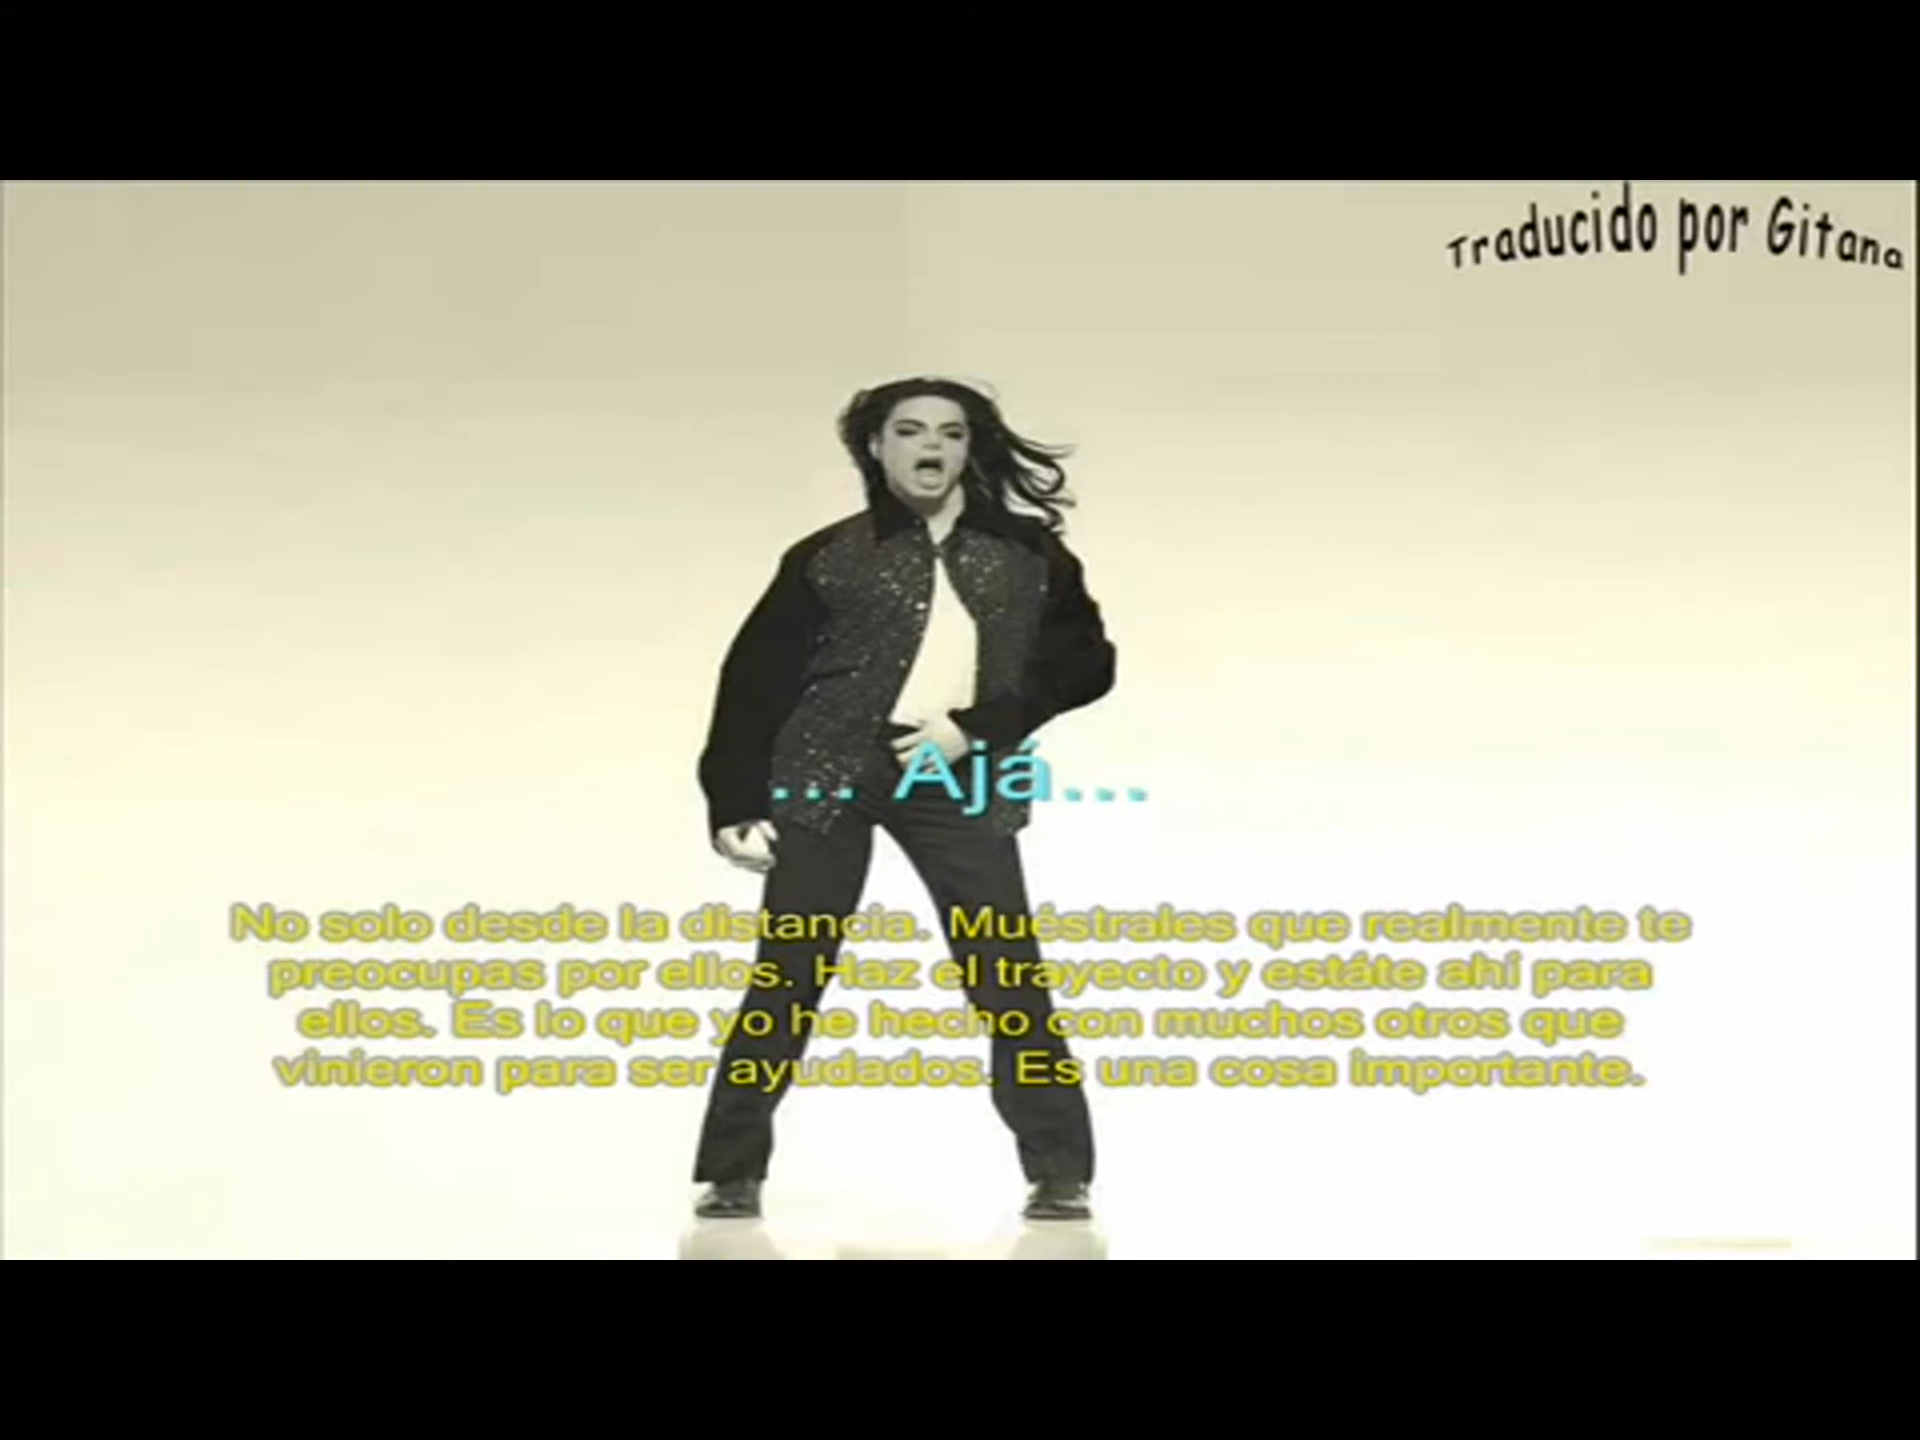 Traducido por Gitana
... Ajá...
No solo desde la distancia. Muéstrales que realmente te
preocupas por ellos. Haz el trayecto y estáte ahí para
ellos. Es lo que yo he hecho con muchos otros que
vinieron para ser ayudados. Es una cosa importante.